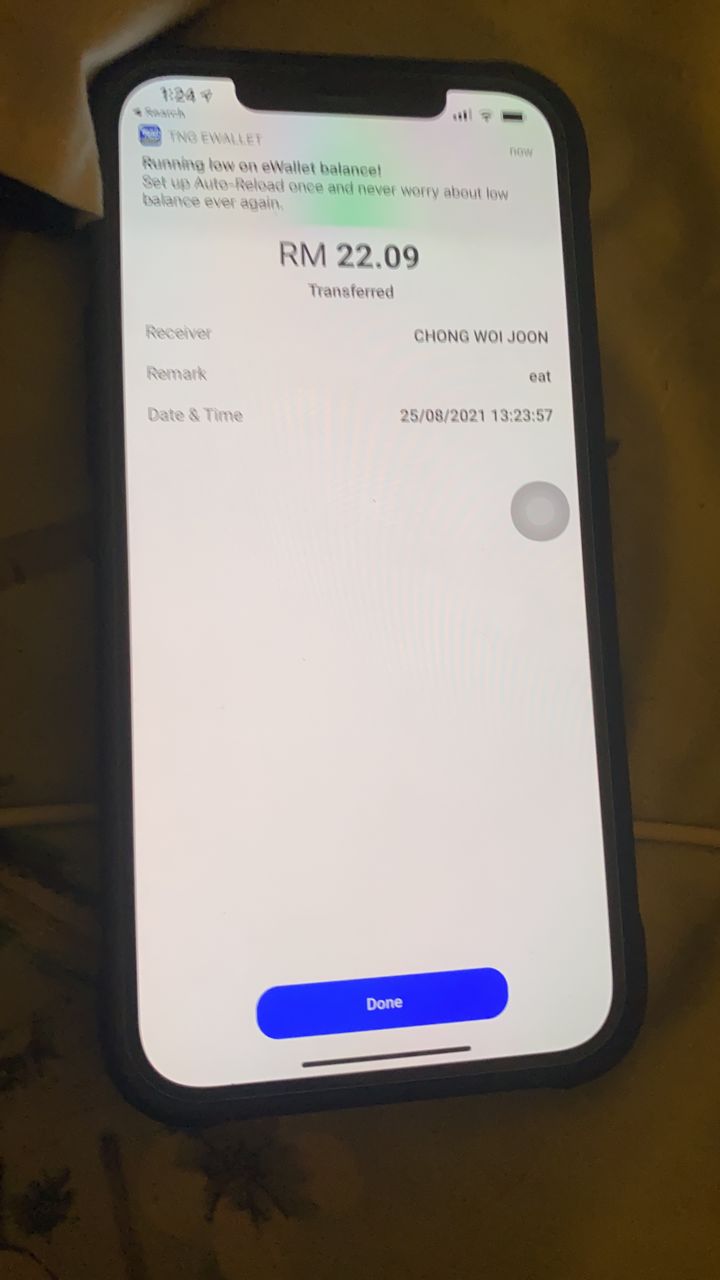 1:24
Search
TNG EWALLET
now
Running low on eWallet balance!
Set up Auto-Reload once and never worry about low
balance ever again.
RM 22.09
Transferred
Receiver CHONG WOI JOON
Remark eat
Date & Time 25/08/2021 13:23:57
Done